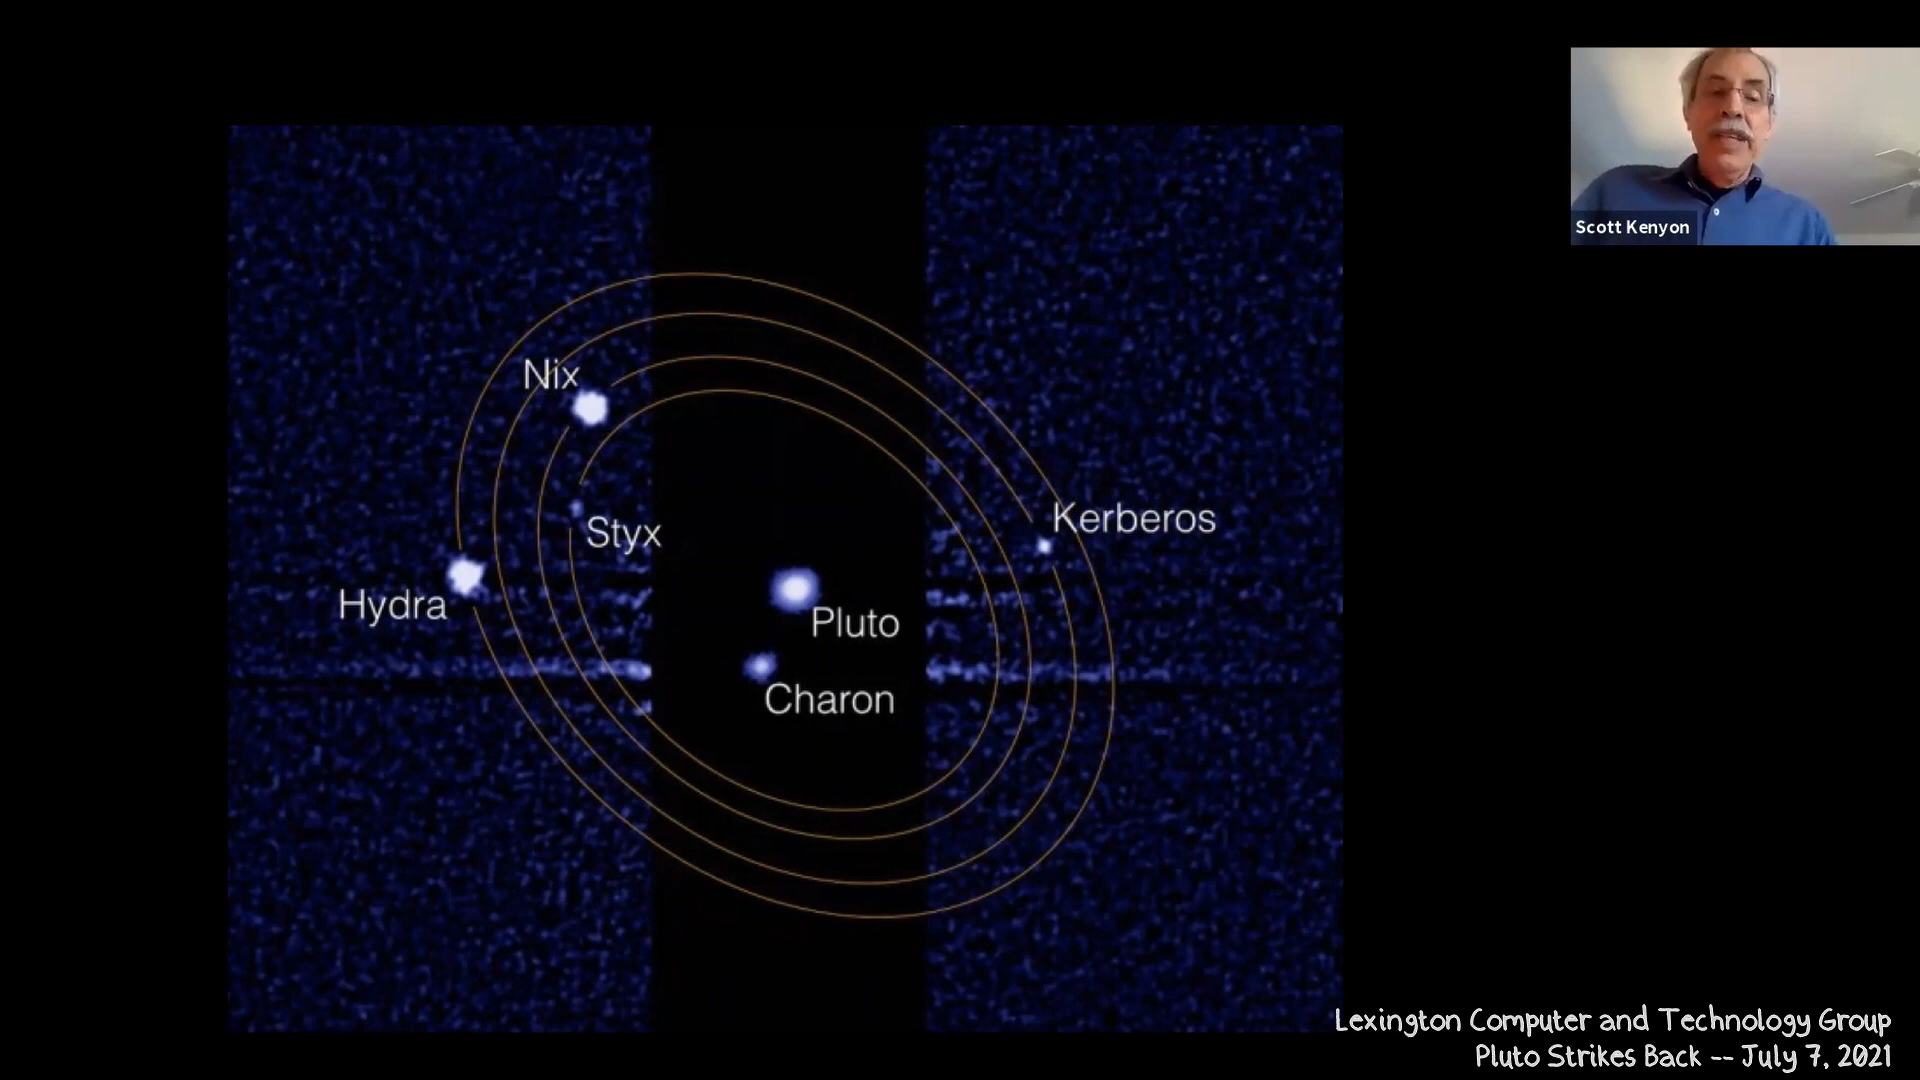 Scott Kenyon
Nix
Kerberos
Styx
Hydra
Pluto
Charon
Lexington Computer and Technology Group
Pluto Strikes Back -- July 7, 2021